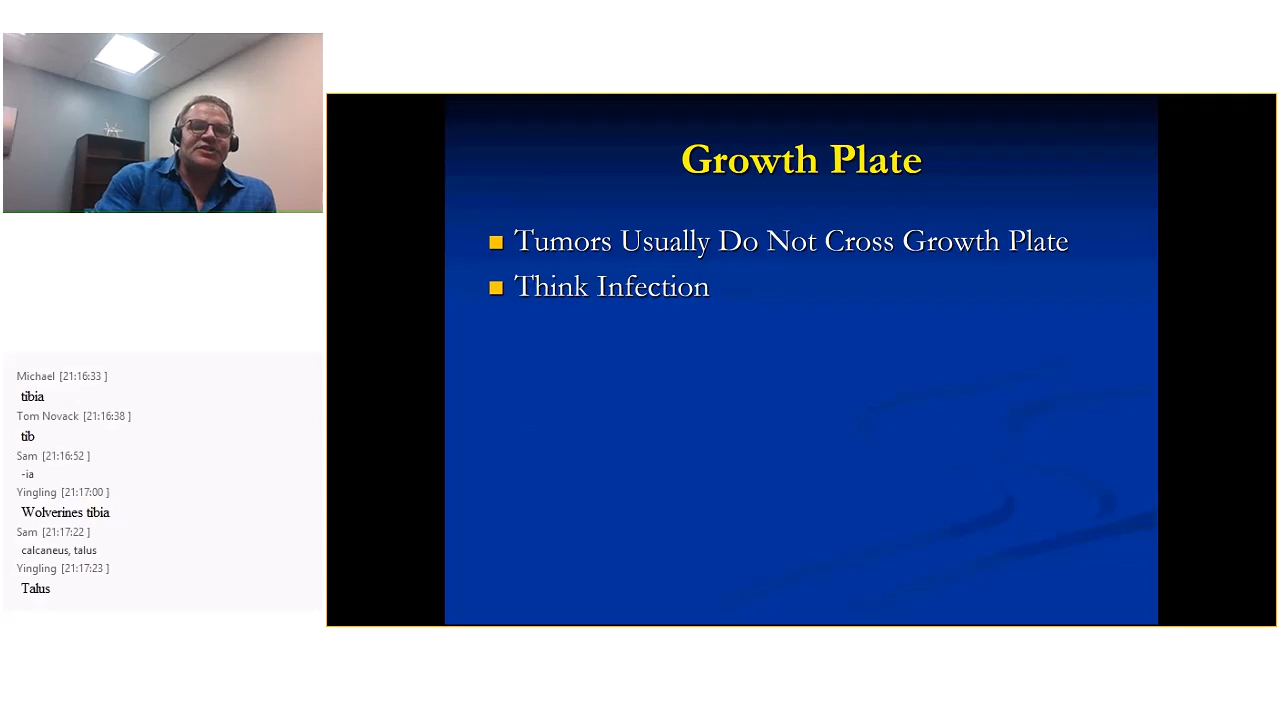 Growth Plate
Tumors Usually Do Not Cross Growth Plate
Think Infection
Michael [21:16:33 ]
tibia
Tom Novack [21:16:38 ]
tib
Sam [21:16:52 ]
-ia
Yingling [21:17:00 ]
Wolverines tibia
Sam [21:17:22 ]
calcaneus, talus
Yingling [21:17:23 ]
Talus